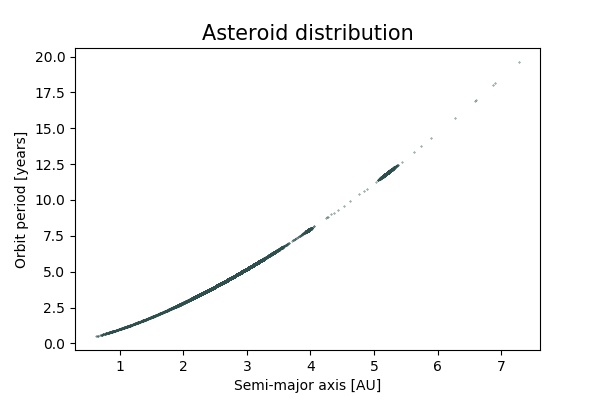 Asteroid distribution
20.0
17.5
15.0
12.5
10.0
7.5
5.0
2.5
0.0
Orbit period [years]
1 2 3 4 5 6 7
Semi-major axis [AU]